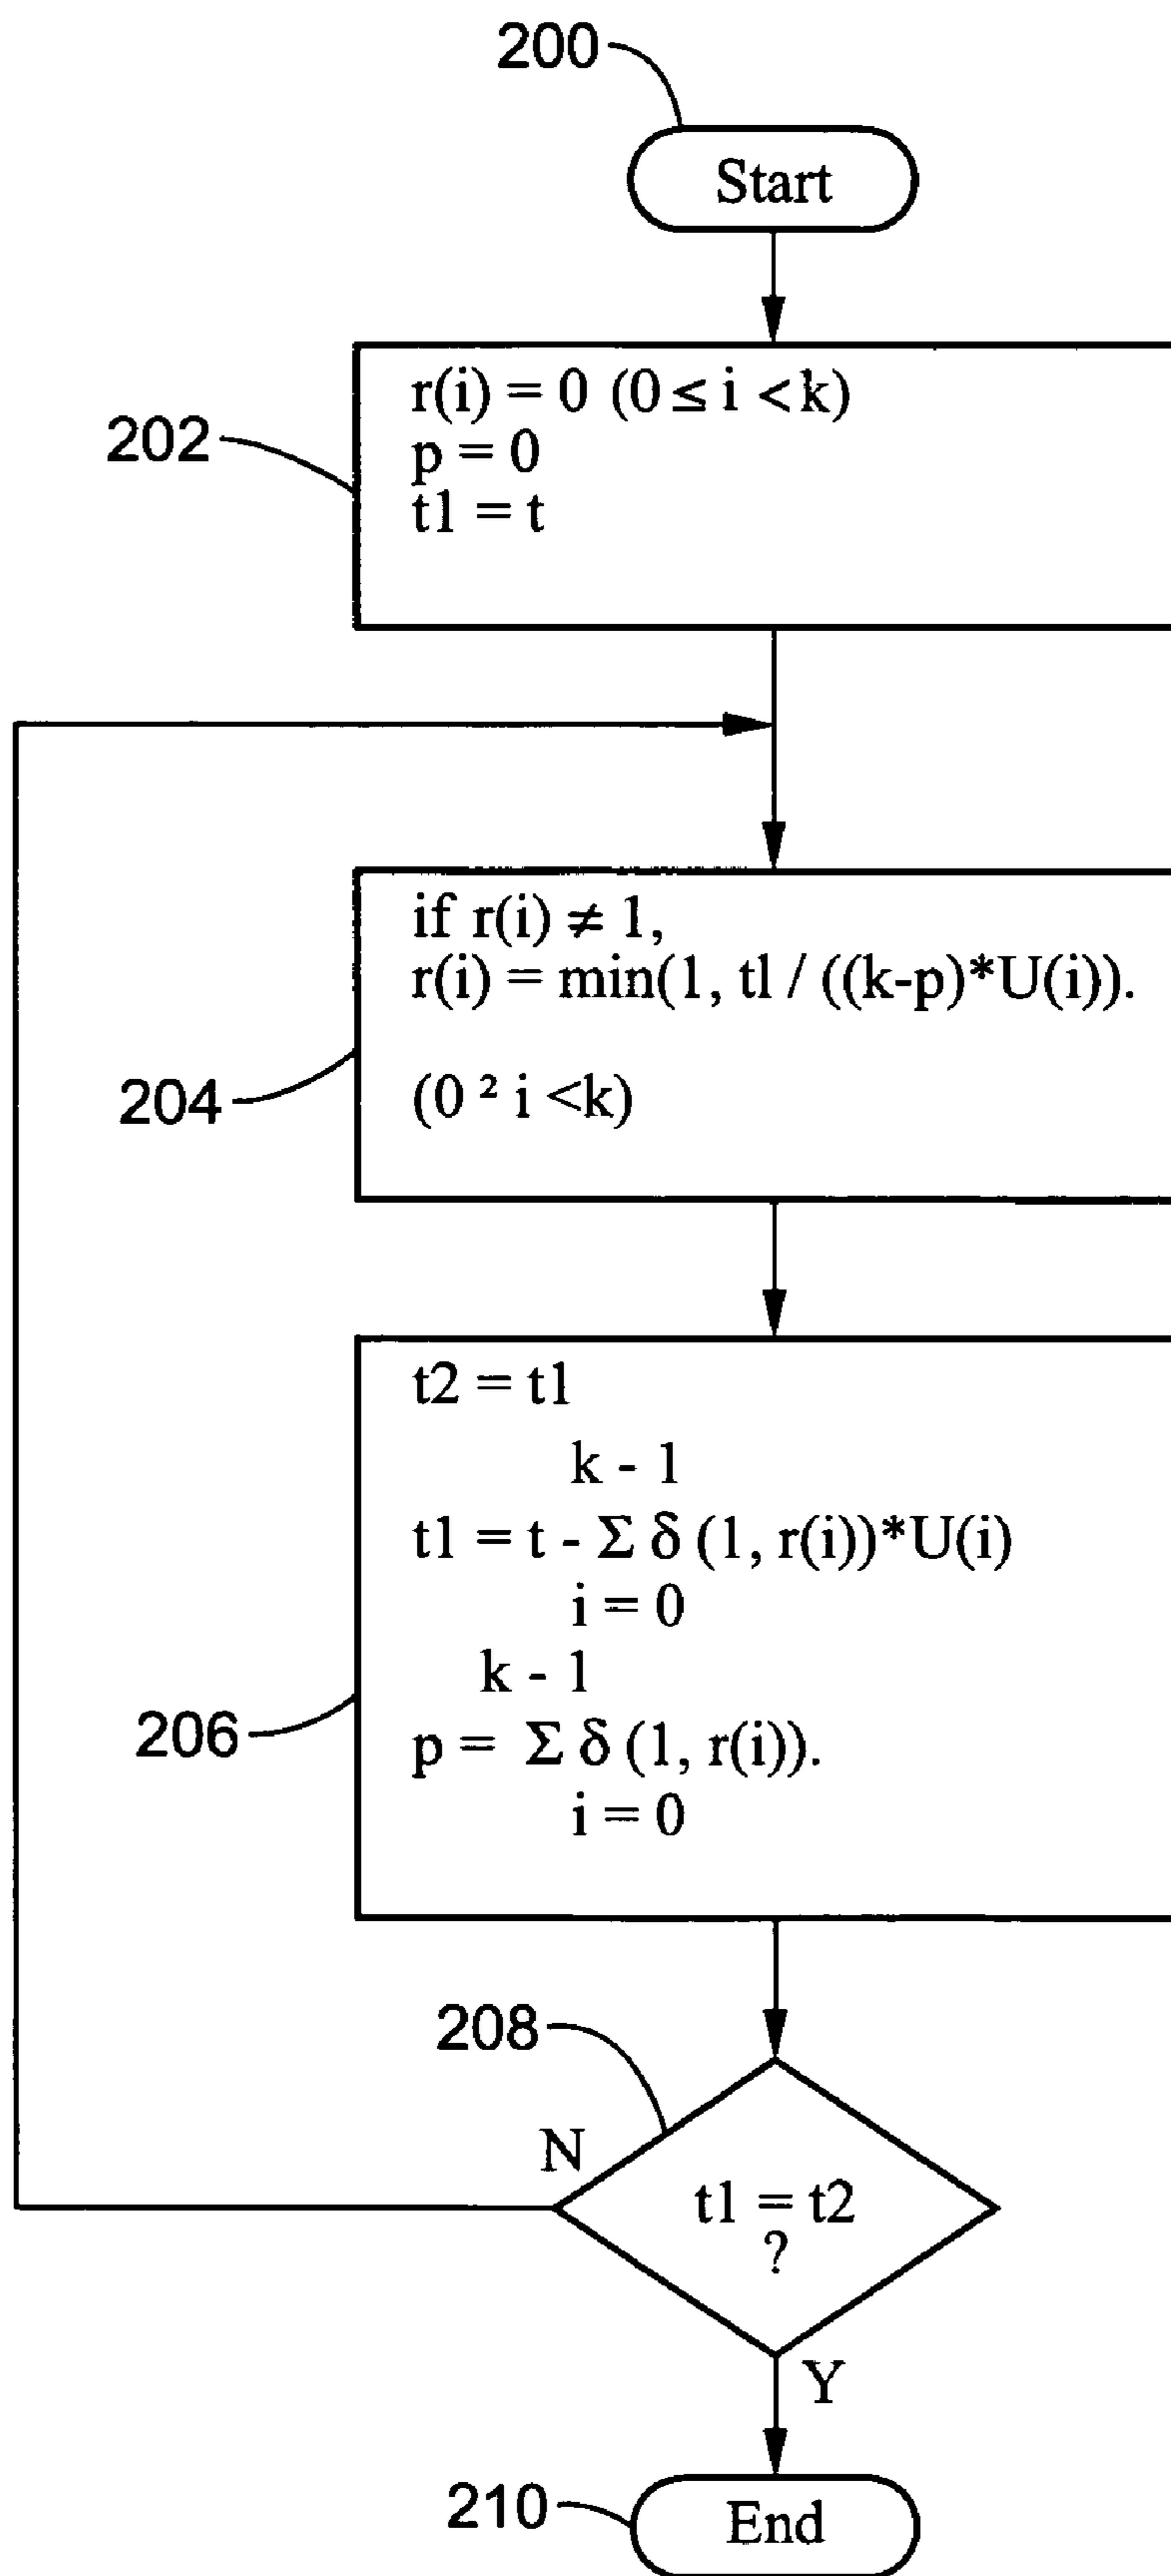 200
Start
202
r(i) = 0 (0 ≤ i < k)
p = 0
t1 = t
204
if r(i) ≠ 1,
r(i) = min(1, t1 / ((k-p)*U(i)).
(0 ² i <k)
206
t2 = t1
k - 1
t1 = t - Σ δ (1, r(i))*U(i)
i = 0
k - 1
p = Σ δ (1, r(i)).
i = 0
208
N
t1 = t2
?
Y
210
End